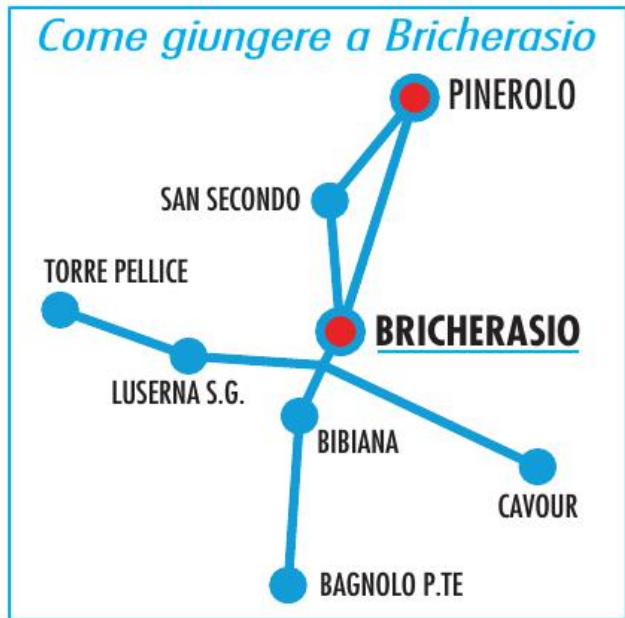 Come giungere a Bricherasio
PINEROLO
SAN SECONDO
TORRE PELLICE
BRICHERASIO
LUSERNA S.G.
BIBIANA
CAVOUR
BAGNOLO P.TE